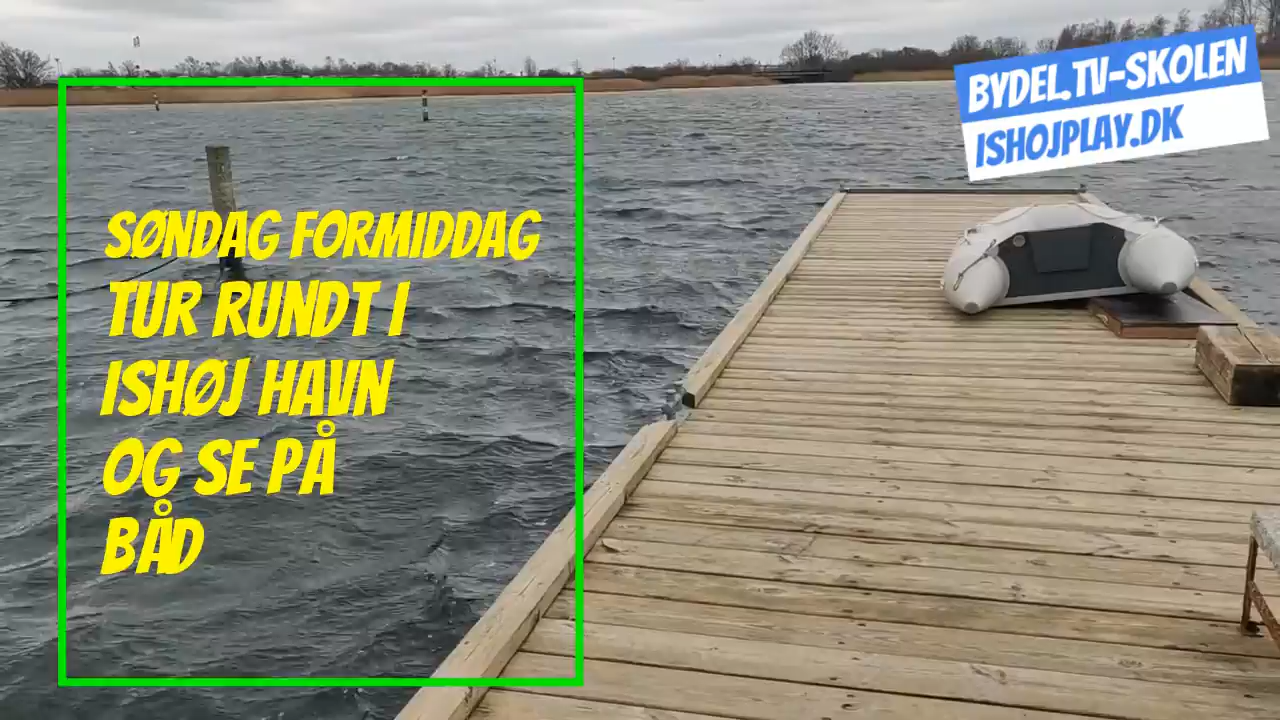 BYDEL.TV-SKOLEN
ISHOJPLAY.DK
SØNDAG FORMIDDAG
TUR RUNDT I
ISHØJ HAVN
OG SE PÅ
BÅD